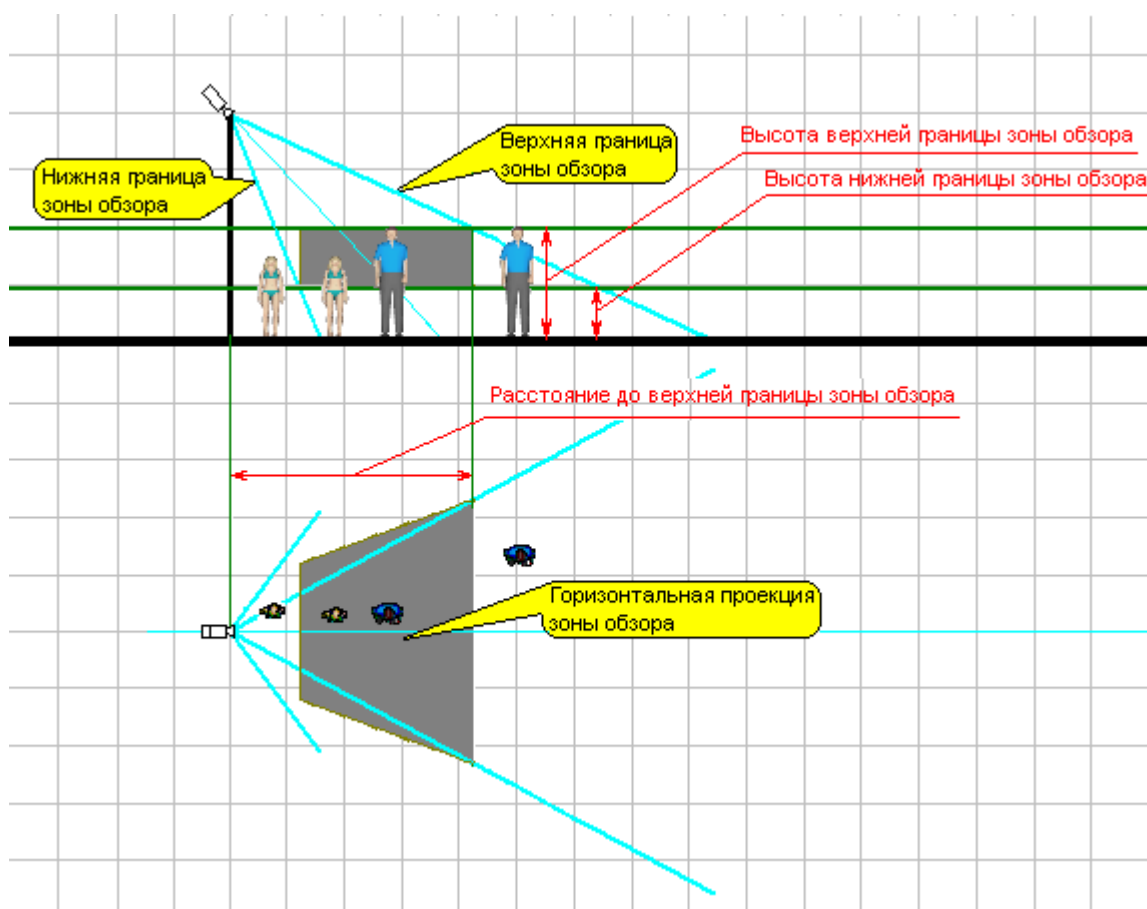 Верхняя граница
зоны обзора
Высота верхней границы зоны обзора
Нижняя граница
зоны обзора
Высота нижней границы зоны обзора
Расстояние до верхней границы зоны обзора
Горизонтальная проекция
зоны обзора